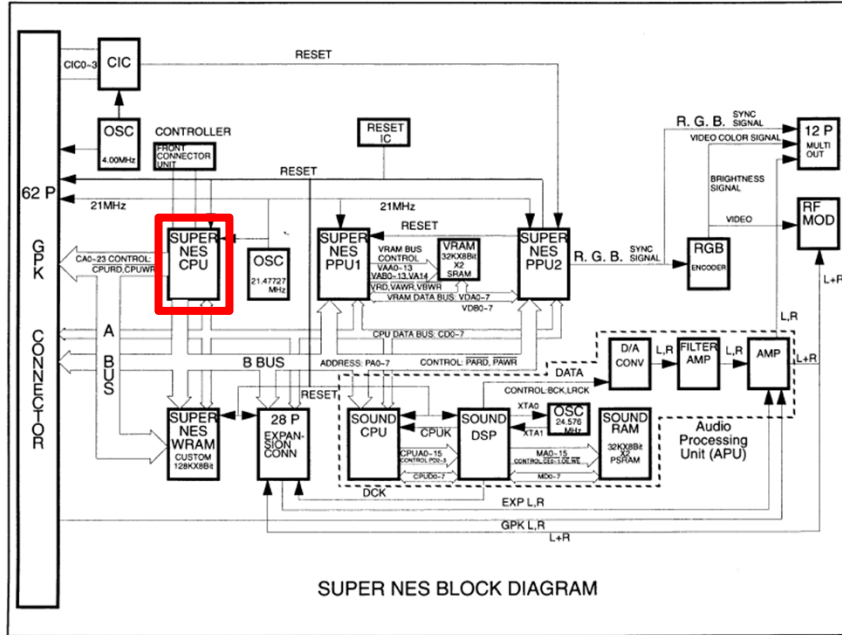 RESET
CIC0-3
CIC
OSC
4.00MHz
CONTROLLER
FRONT
CONNECTOR
UNIT
RESET
IC
R. G. B.
SYNC
SIGNAL
VIDEO COLOR SIGNAL
12 P
MULTI
OUT
62 P
GPK
CONNECTOR
RESET
21MHz
21MHz
BRIGHTNESS
SIGNAL
RF
MOD
VIDEO
SUPER
NES
CPU
CA0-23 CONTROL:
CPURD,CPUWR
OSC
21.47727
MHz
SUPER
NES
PPU1
RESET
VRAM BUS
CONTROL
VAA0-13
VAB0-13,VA14
VRD,VAWR,VBWR
VRAM
32KX8Bit
X2
SRAM
VRAM DATA BUS: VDA0-7
VDB0-7
SUPER
NES
PPU2
R.G.B.
SYNC
SIGNAL
RGB
ENCODER
L+R
L,R
A
BUS
CPU DATA BUS: CD0-7
B BUS
ADDRESS: PA0-7
CONTROL: PARD, PAWR
DATA
D/A
CONV
L,R
FILTER
AMP
L,R
AMP
L+R
CONTROL:BCK,LRCK
RESET
SUPER
NES
WRAM
CUSTOM
128KX8Bit
28 P
EXPAN-
SION
CONN
SOUND
CPU
CPUK
SOUND
DSP
XTA0
XTA1
OSC
24.576
MHz
SOUND
RAM
32KX8Bit
X2
PSRAM
CPUA0-15
CPUD0-7
MA0-15
MD0-7
Audio
Processing
Unit (APU)
DCK
EXP L,R
L,R
GPK L,R
L+R
SUPER NES BLOCK DIAGRAM